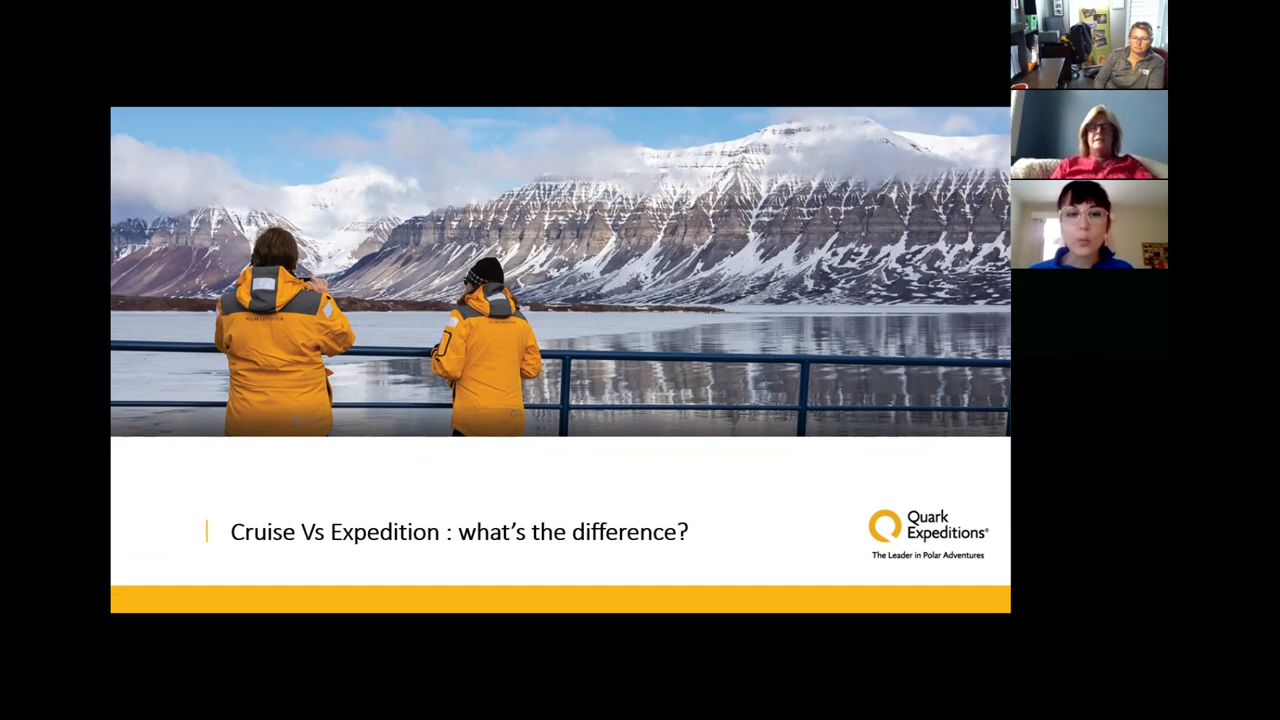 Cruise Vs Expedition : what's the difference?
Quark
Expeditions®
The Leader in Polar Adventures